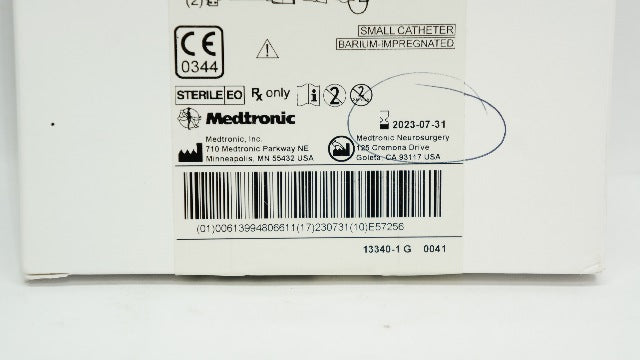 (2)
SMALL CATHETER
BARIUM-IMPREGNATED
CE
0344
STERILE EO Rx only i 2 2
Medtronic
2023-07-31
Medtronic, Inc.
710 Medtronic Parkway NE
Minneapolis, MN 55432 USA
Medtronic Neurosurgery
125 Cremona Drive
Goleta, CA 93117 USA
(01)00613994806611(17)230731(10)E57256
13340-1 G 0041